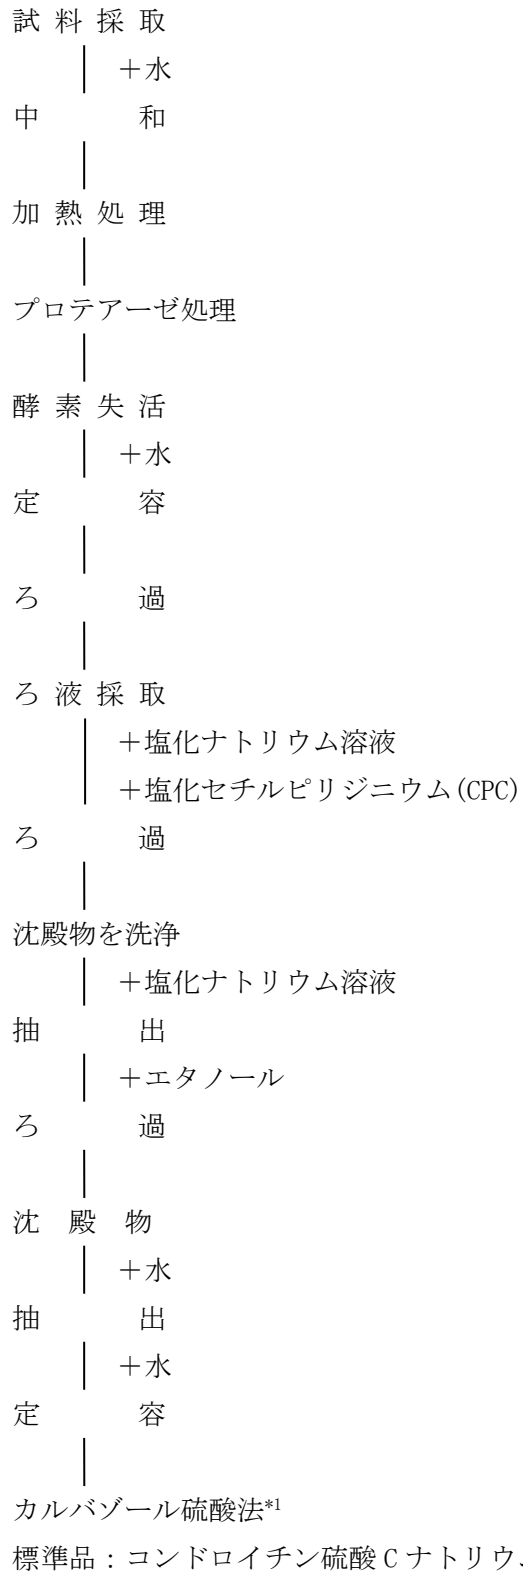 試料採取
＋水
中和
加熱処理
プロテアーゼ処理
酵素失活
＋水
定容
ろ過
ろ液採取
＋塩化ナトリウム溶液
＋塩化セチルピリジニウム(CPC)
ろ過
沈殿物を洗浄
＋塩化ナトリウム溶液
抽出
＋エタノール
ろ過
沈殿物
＋水
抽出
＋水
定容
カルバゾール硫酸法*1
標準品：コンドロイチン硫酸Cナトリウ